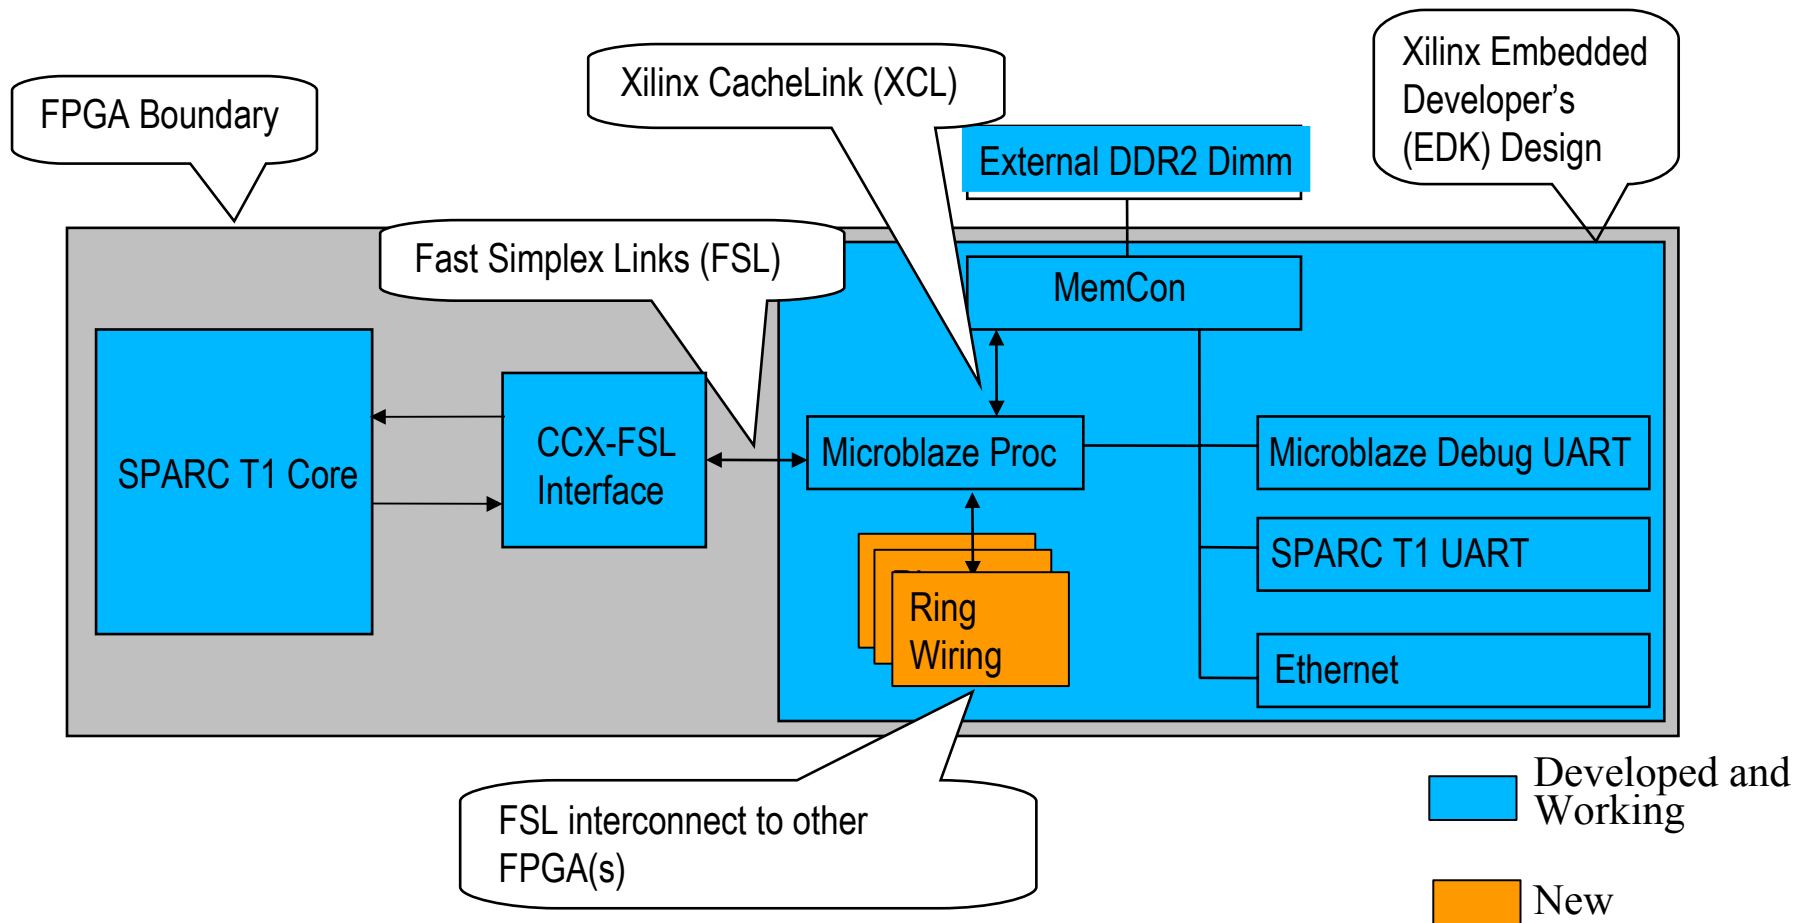 FPGA Boundary
Xilinx CacheLink (XCL)
Xilinx Embedded
Developer’s
(EDK) Design
External DDR2 Dimm
Fast Simplex Links (FSL)
MemCon
SPARC T1 Core
CCX-FSL
Interface
Microblaze Proc
Microblaze Debug UART
SPARC T1 UART
Ring
Wiring
Ethernet
FSL interconnect to other
FPGA(s)
Developed and
Working
New